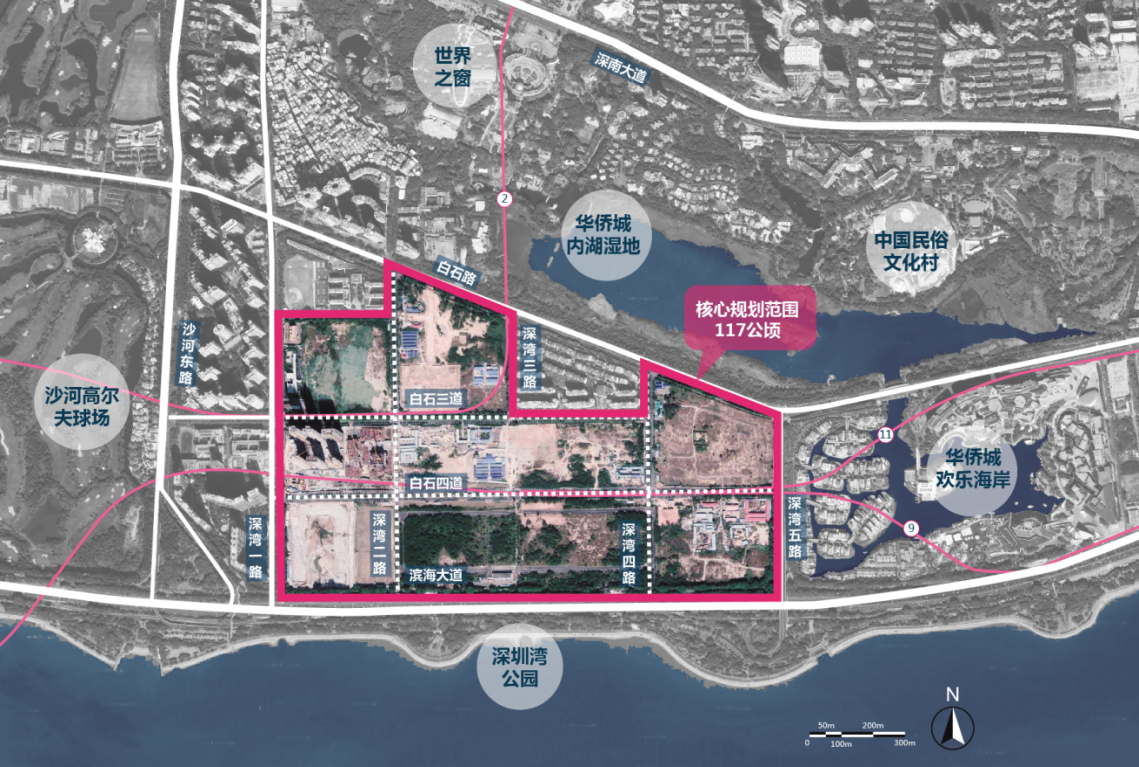 世界
之窗
深南大道
2
华侨城
内湖湿地
中国民俗
文化村
白石路
核心规划范围
117公顷
沙河东路
深湾三路
沙河高尔
夫球场
白石三道
11
华侨城
欢乐海岸
白石四道
深湾一路
深湾二路
深湾四路
深湾五路
9
滨海大道
深圳湾
公园
N
50m 200m
0 100m 300m